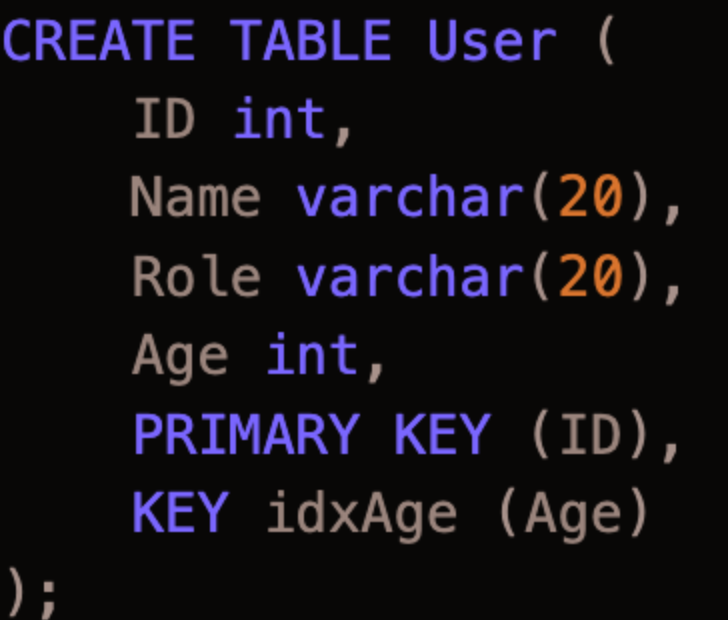 CREATE TABLE User (
    ID int,
    Name varchar(20),
    Role varchar(20),
    Age int,
    PRIMARY KEY (ID),
    KEY idxAge (Age)
);